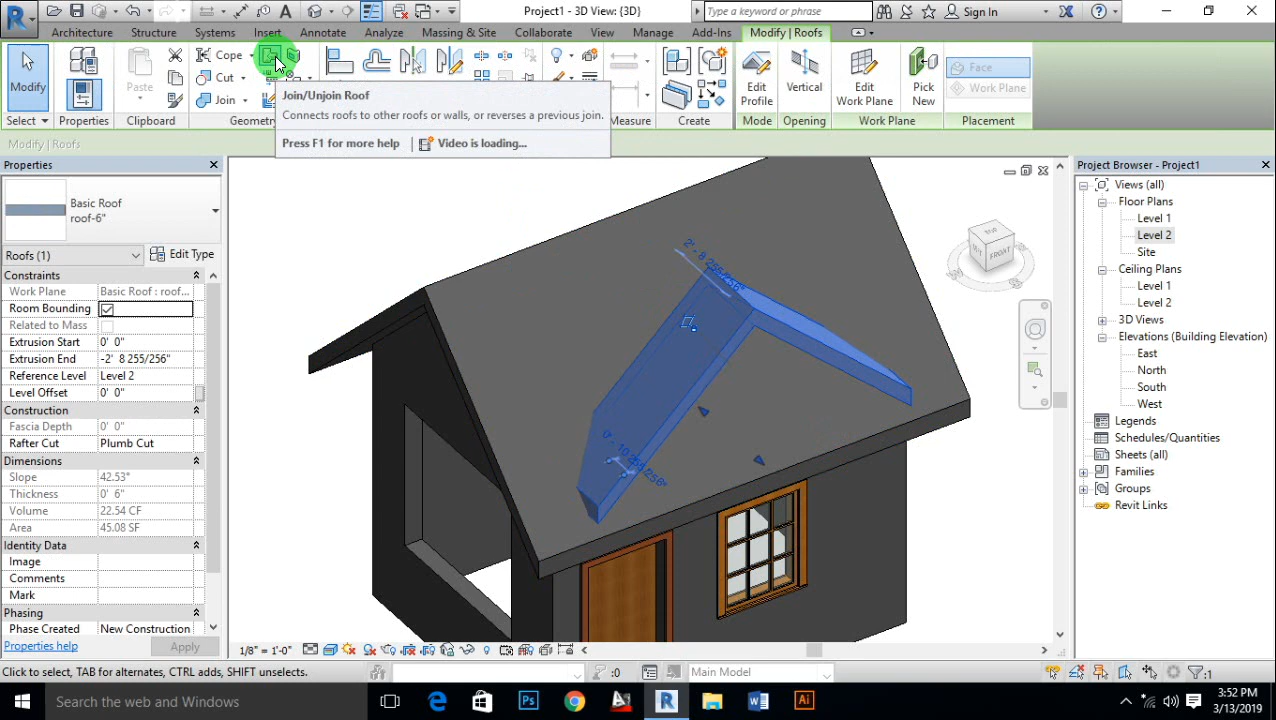 Project1 - 3D View: {3D}
Type a keyword or phrase
Sign In
Architecture
Structure
Systems
Insert
Annotate
Analyze
Massing & Site
Collaborate
View
Manage
Add-Ins
Modify | Roofs
Cope
Cut
Join
Modify
Paste
Edit Profile
Vertical
Edit Work Plane
Pick New
Face
Work Plane
Select
Properties
Clipboard
Geometry
Measure
Create
Mode
Opening
Work Plane
Placement
Join/Unjoin Roof
Connects roofs to other roofs or walls, or reverses a previous join.
Press F1 for more help
Video is loading...
Modify | Roofs
Properties
Basic Roof
roof-6"
Roofs (1)
Edit Type
Constraints
Work Plane Basic Roof : roof...
Room Bounding
Related to Mass
Extrusion Start 0' 0"
Extrusion End -2' 8 255/256"
Reference Level Level 2
Level Offset 0' 0"
Construction
Fascia Depth 0' 0"
Rafter Cut Plumb Cut
Dimensions
Slope 42.53°
Thickness 0' 6"
Volume 22.54 CF
Area 45.08 SF
Identity Data
Image
Comments
Mark
Phasing
Phase Created New Construction
Properties help
Apply
2' - 8 255/256"
0' - 10 255/256"
TOP
FRONT
Project Browser - Project1
Views (all)
Floor Plans
Level 1
Level 2
Site
Ceiling Plans
Level 1
Level 2
3D Views
Elevations (Building Elevation)
East
North
South
West
Legends
Schedules/Quantities
Sheets (all)
Families
Groups
Revit Links
1/8" = 1'-0"
Click to select, TAB for alternates, CTRL adds, SHIFT unselects.
:0
Main Model
:1
Search the web and Windows
3:52 PM
3/13/2019